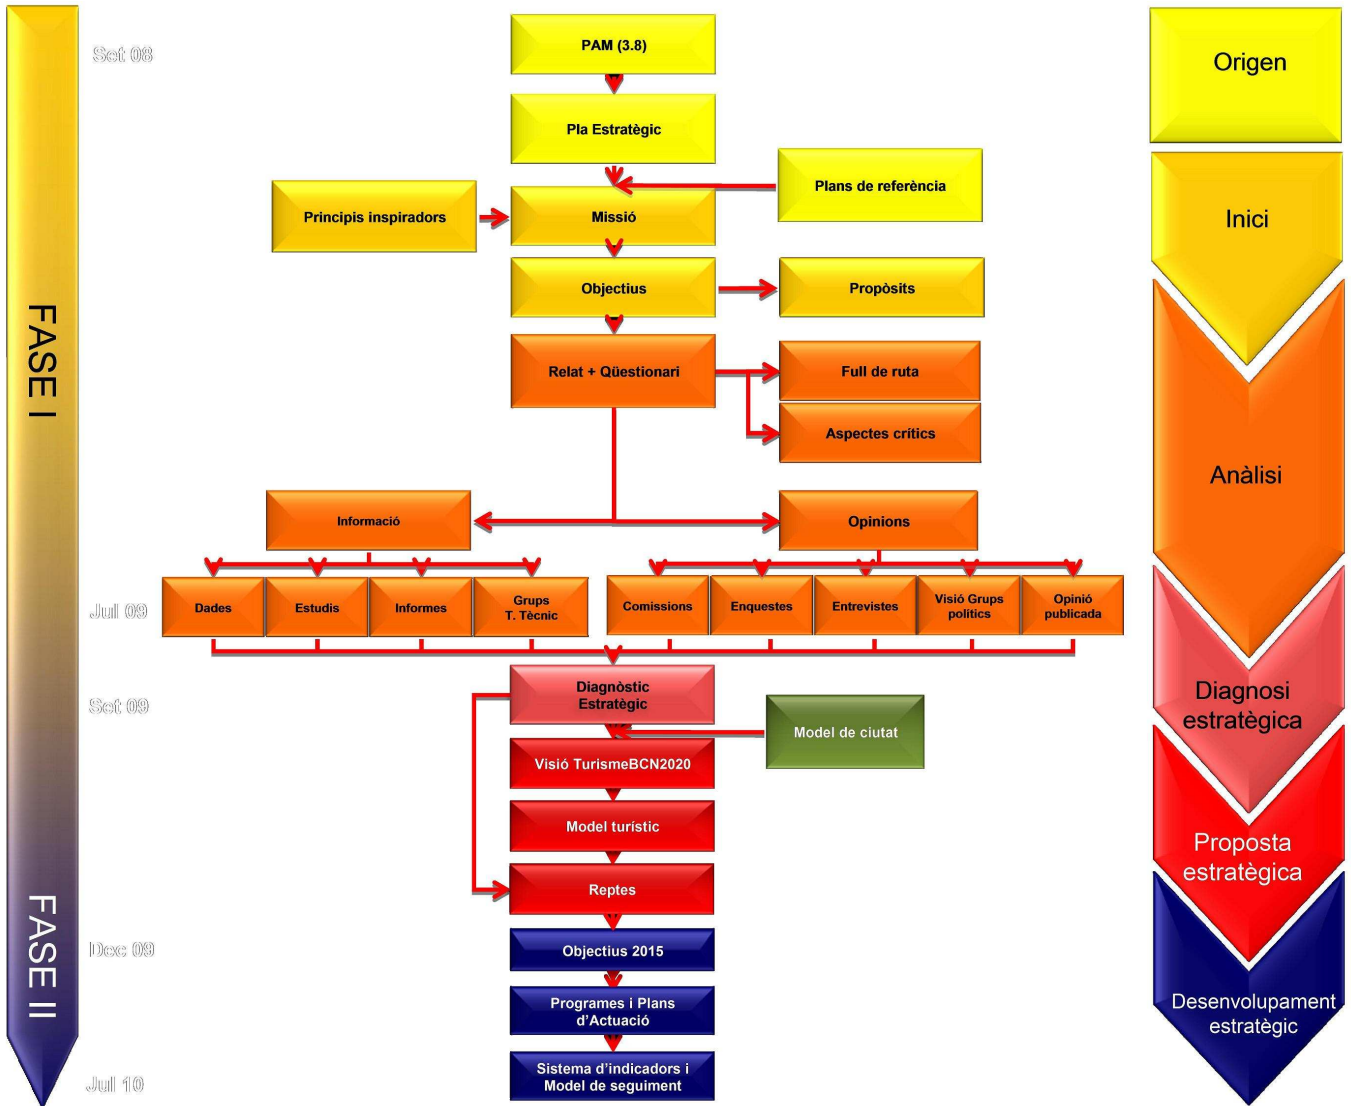 Set 08
PAM (3.8)
Origen
Pla Estratègic
Plans de referència
Principis inspiradors
Missió
Inici
Objectius
Propòsits
FASE I
Relat + Qüestionari
Full de ruta
Aspectes crítics
Anàlisi
Informació
Opinions
Jul 09
Dades
Estudis
Informes
Grups
T. Tècnic
Comissions
Enquestes
Entrevistes
Visió Grups
polítics
Opinió
publicada
Set 09
Diagnòstic
Estratègic
Diagnosi
estratègica
Model de ciutat
Visió TurismeBCN2020
Model turístic
Proposta
estratègica
Reptes
FASE II
Dec 09
Objectius 2015
Programes i Plans
d’Actuació
Desenvolupament
estratègic
Jul 10
Sistema d’indicadors i
Model de seguiment